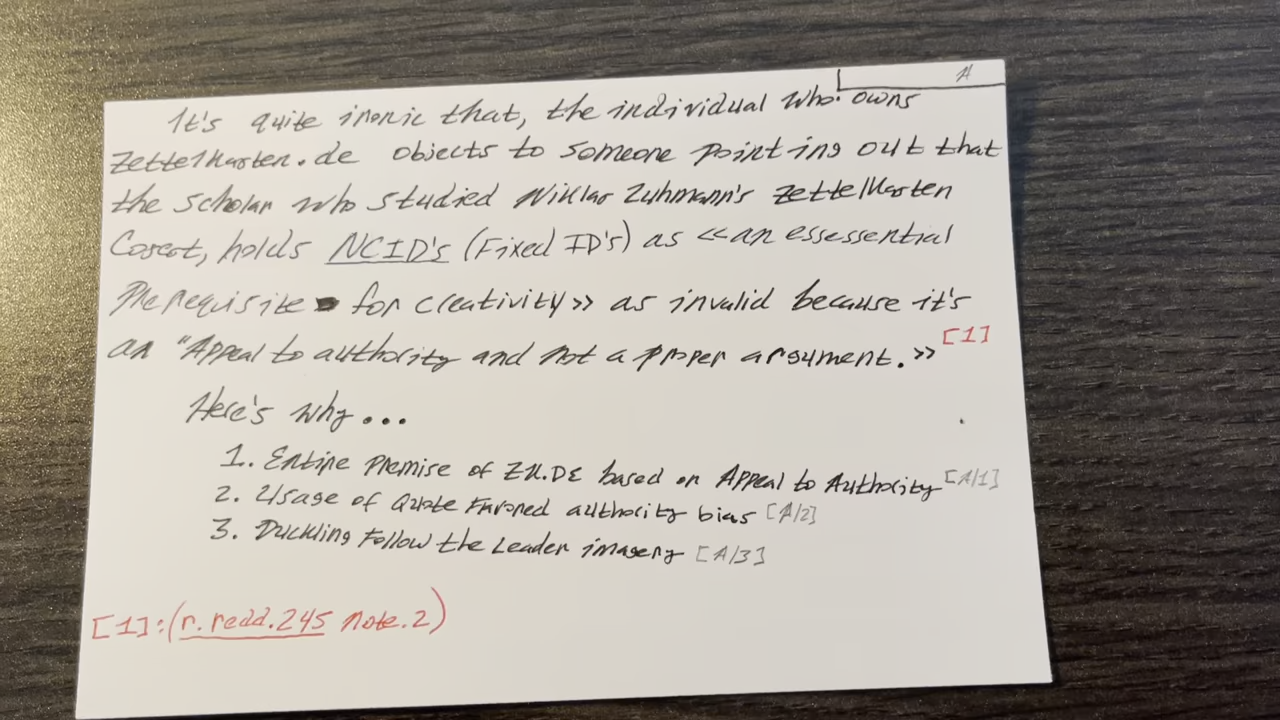 A
It's quite ironic that, the individual who owns
Zettelkasten.de objects to someone pointing out that
the scholar who studied Niklas Luhmann's Zettelkasten
, holds NCID's (Fixed ID's) as <<an essessential
Prerequisite for creativity>> as invalid because it's
an "Appeal to authority and not a proper argument.>> [1]
Here's why...
1. Entire Premise of ZK.DE based on Appeal to Authority [A/1]
2. Usage of Quote Favored authority bias [A/2]
3. Duckling Follow the Leader imagery [A/3]
[1]:(r.redd.245 note.2)